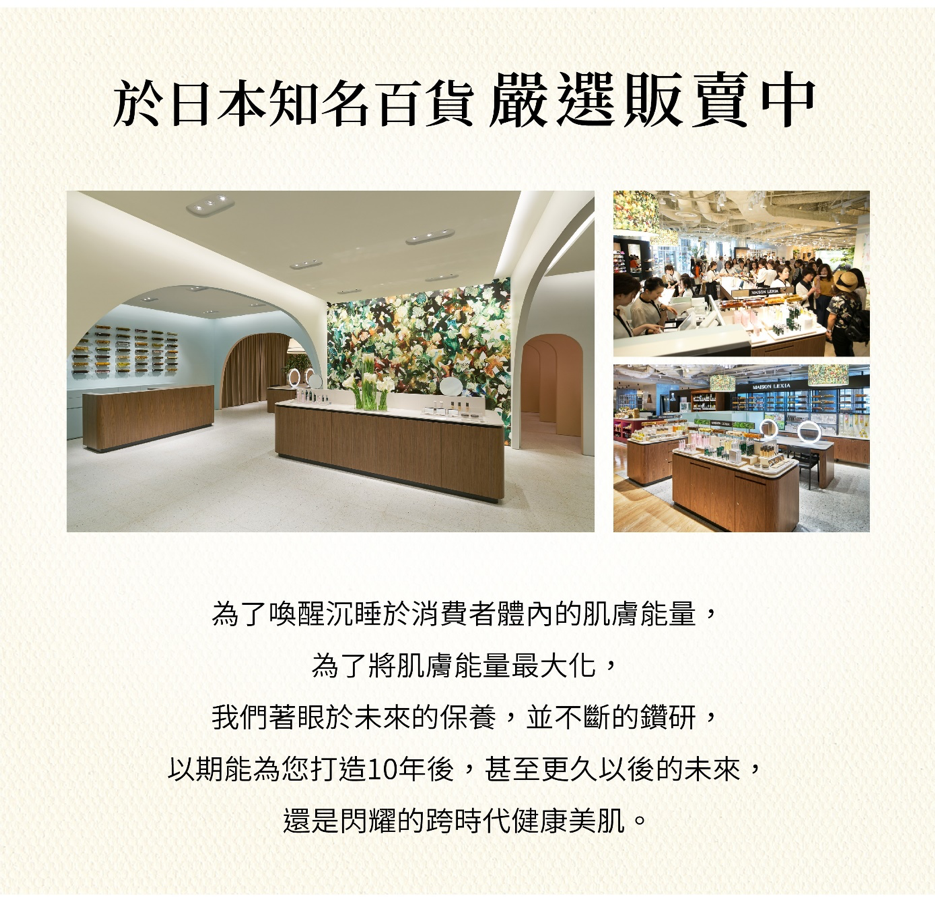 於日本知名百貨 嚴選販賣中
MAISON LEXIA
MAISON LEXIA
為了喚醒沉睡於消費者體內的肌膚能量，
為了將肌膚能量最大化，
我們著眼於未來的保養，並不斷的鑽研，
以期能為您打造10年後，甚至更久以後的未來，
還是閃耀的跨時代健康美肌。